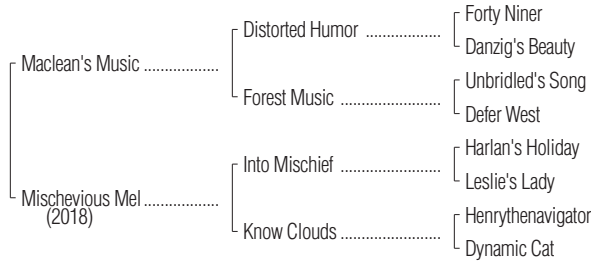 Forty Niner
Distorted Humor ..................
Danzig's Beauty
Maclean's Music ..................
Unbridled's Song
Forest Music ........................
Defer West
Harlan's Holiday
Into Mischief ........................
Leslie's Lady
Mischevious Mel ..................
(2018)
Henrythenavigator
Know Clouds ........................
Dynamic Cat